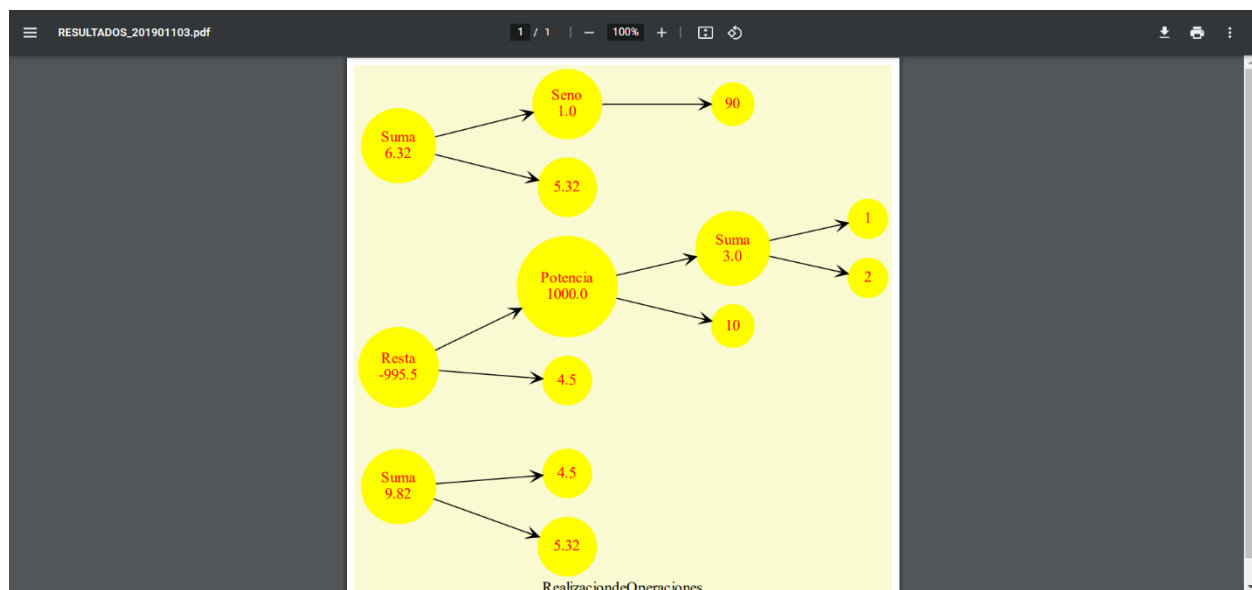 RESULTADOS_201901103.pdf
1 / 1 | − 100% + |
Seno
1.0
90
Suma
6.32
5.32
1
Suma
3.0
2
Potencia
1000.0
10
Resta
-995.5
4.5
Suma
9.82
4.5
5.32
RealizaciondeOperaciones